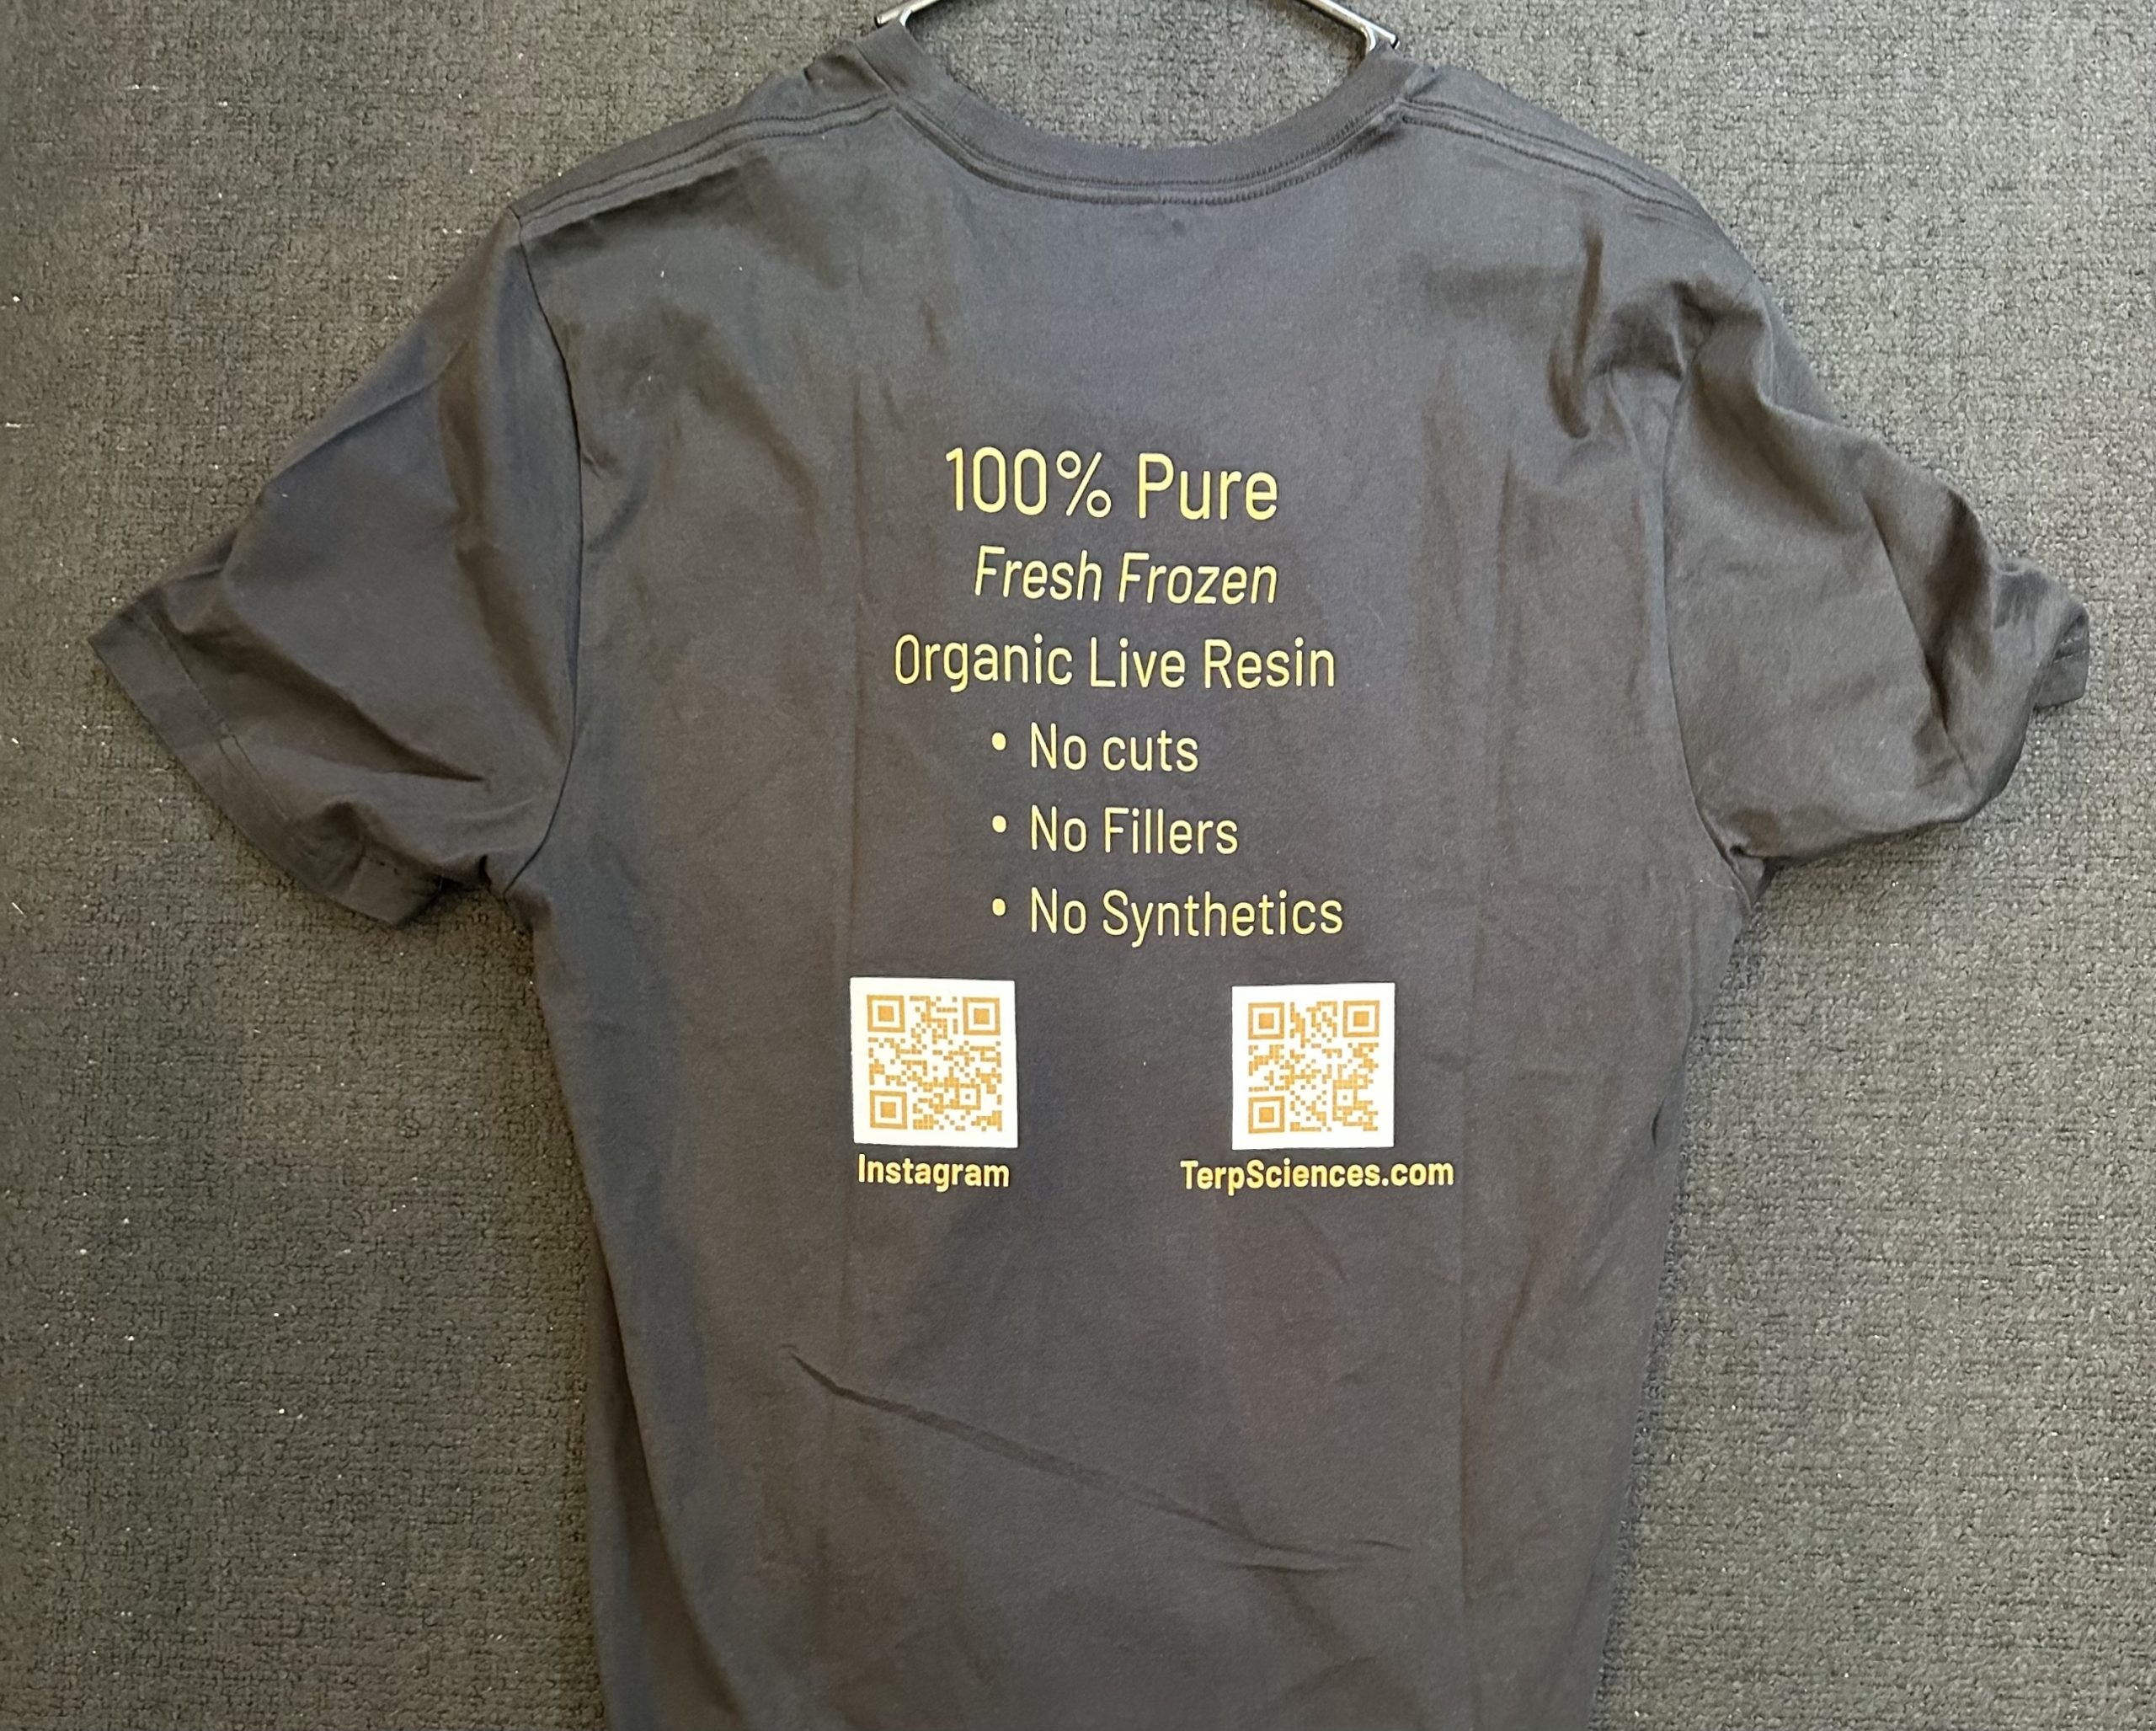 100% Pure
Fresh Frozen
Organic Live Resin
• No cuts
• No Fillers
• No Synthetics
Instagram
TerpSciences.com